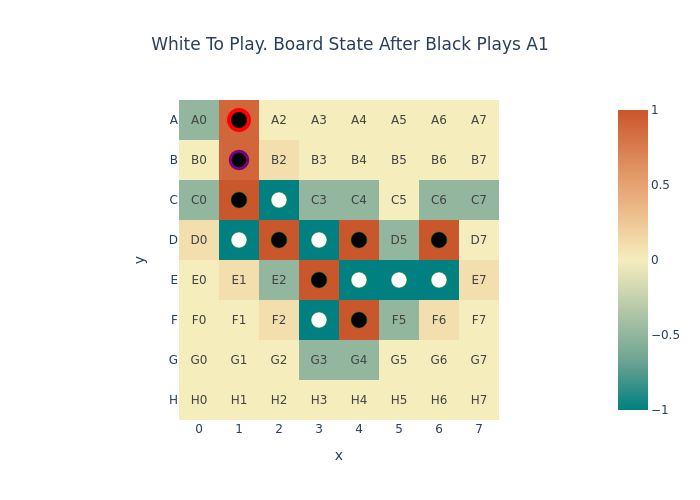 White To Play. Board State After Black Plays A1
A A0 A2 A3 A4 A5 A6 A7 1
B B0 B2 B3 B4 B5 B6 B7
C C0 C3 C4 C5 C6 C7 0.5
D D0 D5 D7
y 0
E E0 E1 E2 E7
F F0 F1 F2 F5 F6 F7 −0.5
G G0 G1 G2 G3 G4 G5 G6 G7
H H0 H1 H2 H3 H4 H5 H6 H7 −1
0 1 2 3 4 5 6 7
x